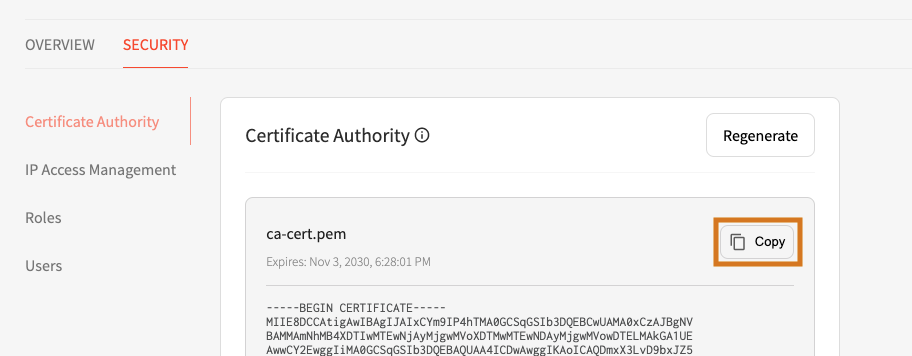 OVERVIEW SECURITY
Certificate Authority
IP Access Management
Roles
Users
Certificate Authority
Regenerate
ca-cert.pem
Copy
Expires: Nov 3, 2030, 6:28:01 PM
-----BEGIN CERTIFICATE-----
MIIE8DCCAtigAwIBAgIJAIxCYm9IP4hTMA0GCSqGSIb3DQEBCwUAMA0xCzAJBgNV
BAMMAmNhMB4XDTIwMTEwNjAyMjgwMVoXDTMwMTEwNDAyMjgwMVowDTELMAkGA1UE
AwwCY2EwggIiMA0GCSqGSIb3DQEBAQUAA4ICDwAwggIKAoICAQDmxX3LvD9bxJZ5